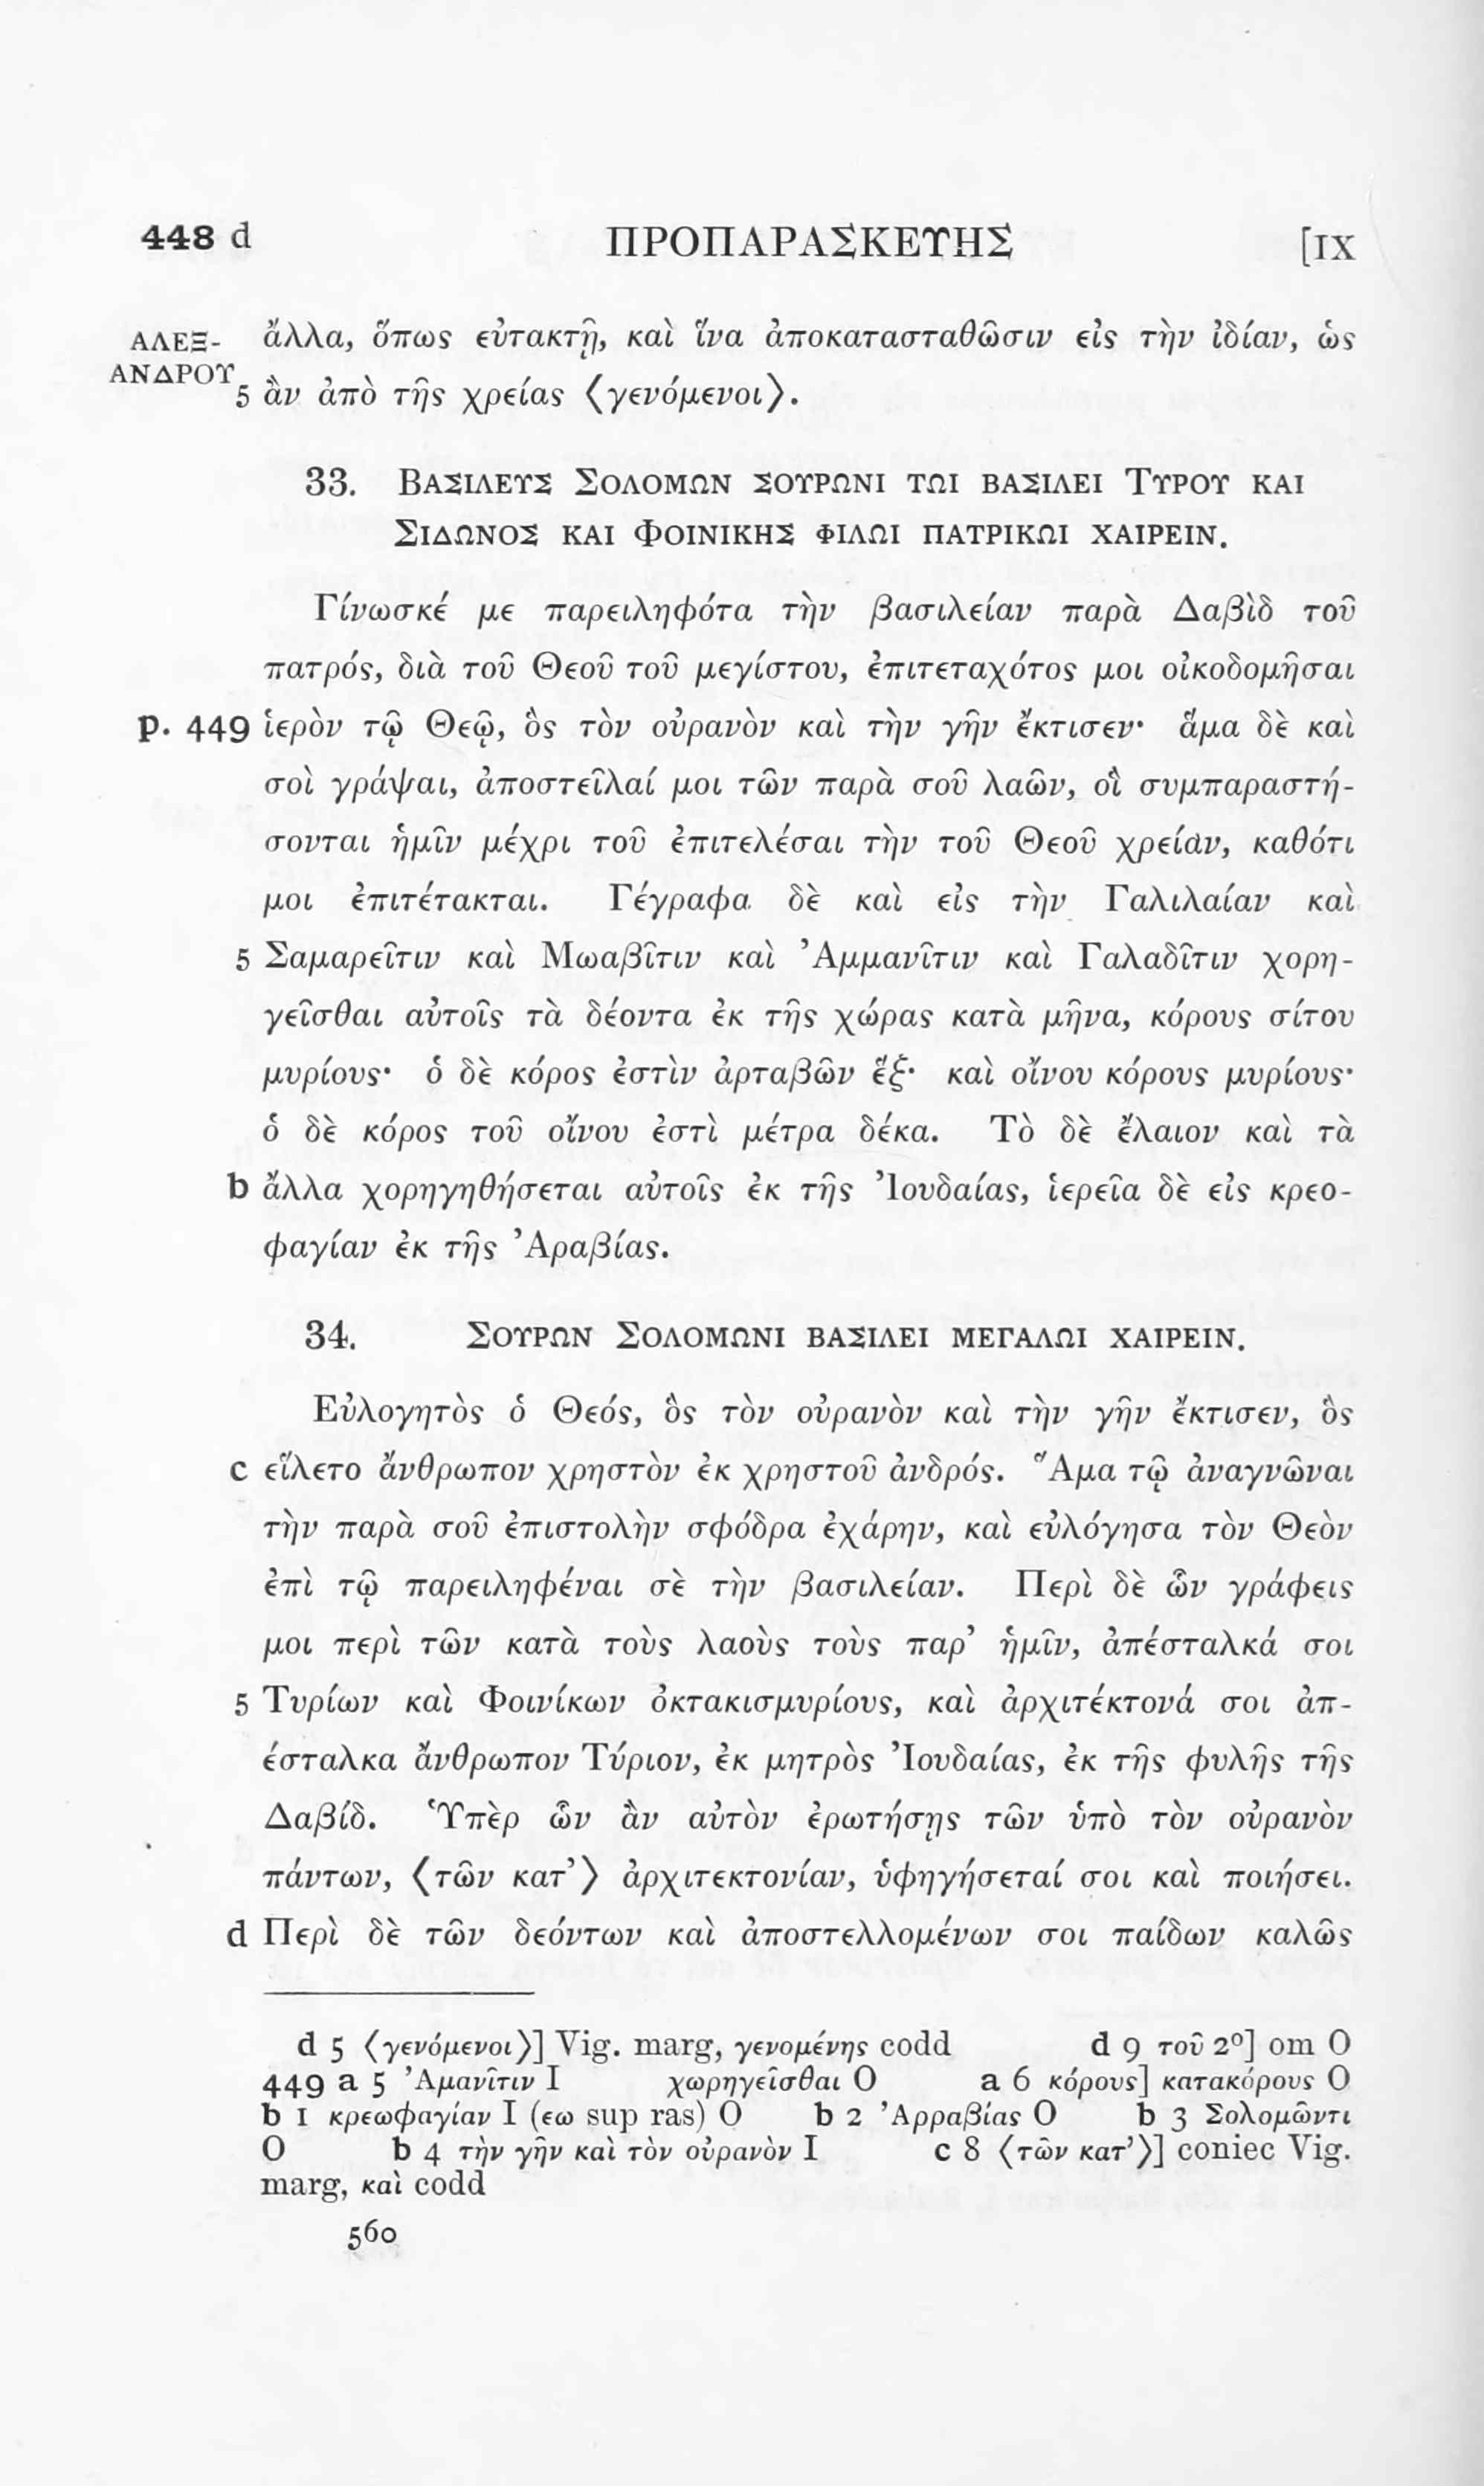 448 d ΠΡΟΠΑΡΑΣΚΕΥΗΣ [IX
ΑΛΕΞ- ἄλλα, ὅπως εὐτακτῇ, καὶ ἵνα ἀποκατασταθῶσιν εἰς τὴν ἰδίαν, ὡς
ΑΝΔΡΟΥ 5 ἂν ἀπὸ τῆς χρείας ⟨γενόμενοι⟩.
33. ΒΑΣΙΛΕΥΣ ΣΟΛΟΜΩΝ ΣΟΥΡΩΝΙ ΤΩΙ ΒΑΣΙΛΕΙ ΤΥΡΟΥ ΚΑΙ
ΣΙΔΩΝΟΣ ΚΑΙ ΦΟΙΝΙΚΗΣ ΦΙΛΩΙ ΠΑΤΡΙΚΩΙ ΧΑΙΡΕΙΝ.
Γίνωσκέ με παρειληφότα τὴν βασιλείαν παρὰ Δαβὶδ τοῦ
πατρός, διὰ τοῦ Θεοῦ τοῦ μεγίστου, ἐπιτεταχότος μοι οἰκοδομῆσαι
p. 449 ἱερὸν τῷ Θεῷ, ὃς τὸν οὐρανὸν καὶ τὴν γῆν ἔκτισεν· ἅμα δὲ καὶ
σοὶ γράψαι, ἀποστεῖλαί μοι τῶν παρὰ σοῦ λαῶν, οἳ συμπαραστή-
σονται ἡμῖν μέχρι τοῦ ἐπιτελέσαι τὴν τοῦ Θεοῦ χρείαν, καθότι
μοι ἐπιτέτακται. Γέγραφα δὲ καὶ εἰς τὴν Γαλιλαίαν καὶ
5 Σαμαρεῖτιν καὶ Μωαβῖτιν καὶ Ἀμμανῖτιν καὶ Γαλαδῖτιν χορη-
γεῖσθαι αὐτοῖς τὰ δέοντα ἐκ τῆς χώρας κατὰ μῆνα, κόρους σίτου
μυρίους· ὁ δὲ κόρος ἐστὶν ἀρταβῶν ἕξ· καὶ οἴνου κόρους μυρίους·
ὁ δὲ κόρος τοῦ οἴνου ἐστὶ μέτρα δέκα. Τὸ δὲ ἔλαιον καὶ τὰ
b ἄλλα χορηγηθήσεται αὐτοῖς ἐκ τῆς Ἰουδαίας, ἱερεῖα δὲ εἰς κρεο-
φαγίαν ἐκ τῆς Ἀραβίας.
34. ΣΟΥΡΩΝ ΣΟΛΟΜΩΝΙ ΒΑΣΙΛΕΙ ΜΕΓΑΛΩΙ ΧΑΙΡΕΙΝ.
Εὐλογητὸς ὁ Θεός, ὃς τὸν οὐρανὸν καὶ τὴν γῆν ἔκτισεν, ὃς
c εἵλετο ἄνθρωπον χρηστὸν ἐκ χρηστοῦ ἀνδρός. Ἅμα τῷ ἀναγνῶναι
τὴν παρὰ σοῦ ἐπιστολὴν σφόδρα ἐχάρην, καὶ εὐλόγησα τὸν Θεὸν
ἐπὶ τῷ παρειληφέναι σὲ τὴν βασιλείαν. Περὶ δὲ ὧν γράφεις
μοι περὶ τῶν κατὰ τοὺς λαοὺς τοὺς παρ’ ἡμῖν, ἀπέσταλκά σοι
5 Τυρίων καὶ Φοινίκων ὀκτακισμυρίους, καὶ ἀρχιτέκτονά σοι ἀπ-
έσταλκα ἄνθρωπον Τύριον, ἐκ μητρὸς Ἰουδαίας, ἐκ τῆς φυλῆς τῆς
Δαβίδ. Ὑπὲρ ὧν ἂν αὐτὸν ἐρωτήσῃς τῶν ὑπὸ τὸν οὐρανὸν
πάντων, ⟨τῶν κατ’⟩ ἀρχιτεκτονίαν, ὑφηγήσεταί σοι καὶ ποιήσει.
d Περὶ δὲ τῶν δεόντων καὶ ἀποστελλομένων σοι παίδων καλῶς
d 5 ⟨γενόμενοι⟩] Vig. marg, γενομένης codd d 9 τοῦ 2º] om O
449 a 5 Ἀμανῖτιν I χωρηγεῖσθαι O a 6 κόρους] κατακόρους O
b 1 κρεωφαγίαν I (εω sup ras) O b 2 Ἀρραβίας O b 3 Σολομῶντι
O b 4 τὴν γῆν καὶ τὸν οὐρανὸν I c 8 ⟨τῶν κατ’⟩] coniec Vig.
marg, καὶ codd
560